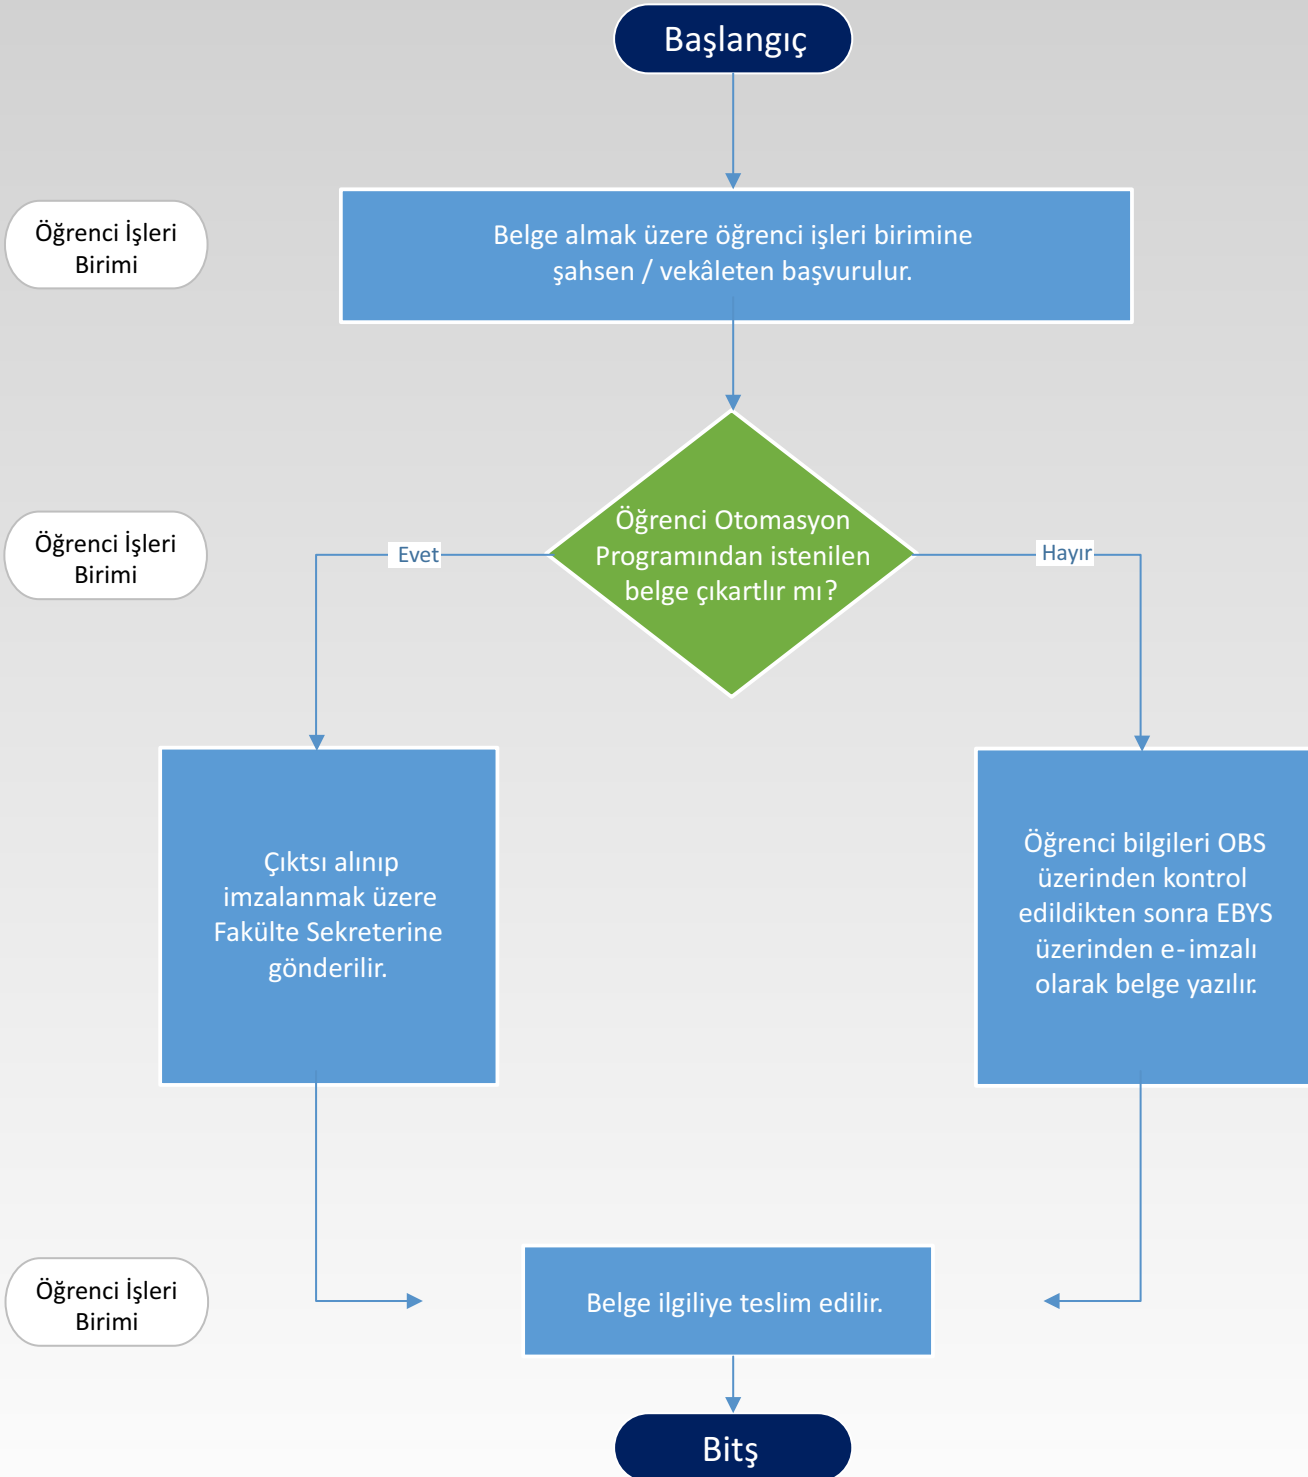 Başlangıç
Öğrenci İşleri
Birimi
Belge almak üzere öğrenci işleri birimine
şahsen / vekâleten başvurulur.
Öğrenci İşleri
Birimi
Öğrenci Otomasyon
Programından istenilen
belge çıkartlır mı?
Evet
Hayır
Çıktsı alınıp
imzalanmak üzere
Fakülte Sekreterine
gönderilir.
Öğrenci bilgileri OBS
üzerinden kontrol
edildikten sonra EBYS
üzerinden e-imzalı
olarak belge yazılır.
Öğrenci İşleri
Birimi
Belge ilgiliye teslim edilir.
Bitş